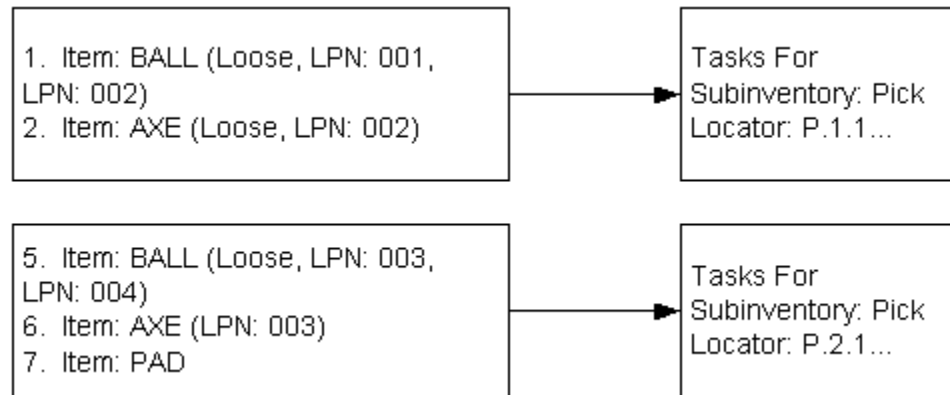 1. Item: BALL (Loose, LPN: 001,
LPN: 002)
2. Item: AXE (Loose, LPN: 002)
Tasks For
Subinventory: Pick
Locator: P.1.1...
5. Item: BALL (Loose, LPN: 003,
LPN: 004)
6. Item: AXE (LPN: 003)
7. Item: PAD
Tasks For
Subinventory: Pick
Locator: P.2.1...